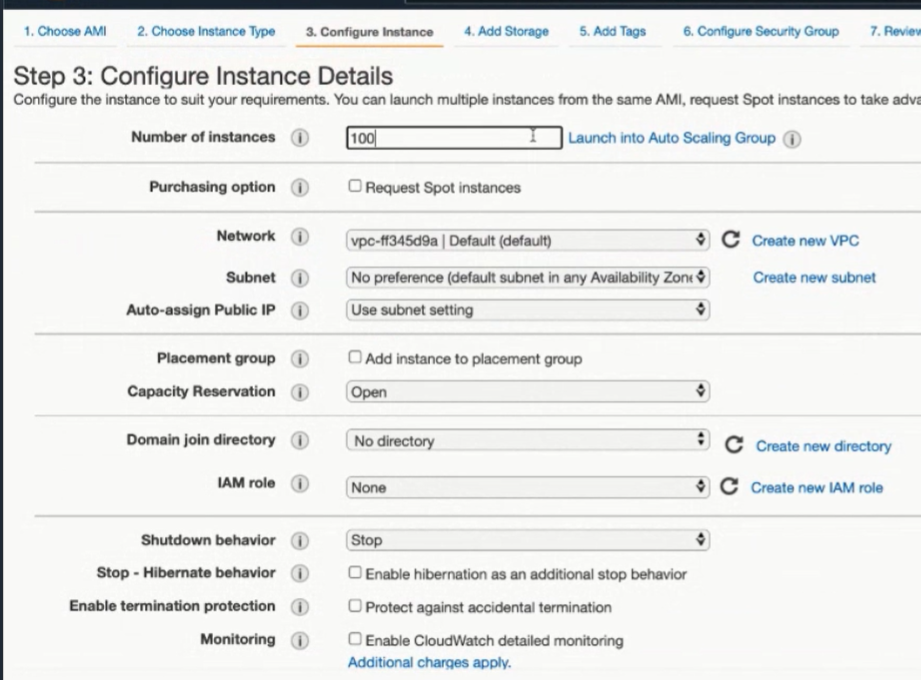 1. Choose AMI 2. Choose Instance Type 3. Configure Instance 4. Add Storage 5. Add Tags 6. Configure Security Group 7. Review
Step 3: Configure Instance Details
Configure the instance to suit your requirements. You can launch multiple instances from the same AMI, request Spot instances to take adva
Number of instances i 100 Launch into Auto Scaling Group i
Purchasing option i Request Spot instances
Network i vpc-ff345d9a | Default (default) Create new VPC
Subnet i No preference (default subnet in any Availability Zone Create new subnet
Auto-assign Public IP i Use subnet setting
Placement group i Add instance to placement group
Capacity Reservation i Open
Domain join directory i No directory Create new directory
IAM role i None Create new IAM role
Shutdown behavior i Stop
Stop - Hibernate behavior i Enable hibernation as an additional stop behavior
Enable termination protection i Protect against accidental termination
Monitoring i Enable CloudWatch detailed monitoring
Additional charges apply.